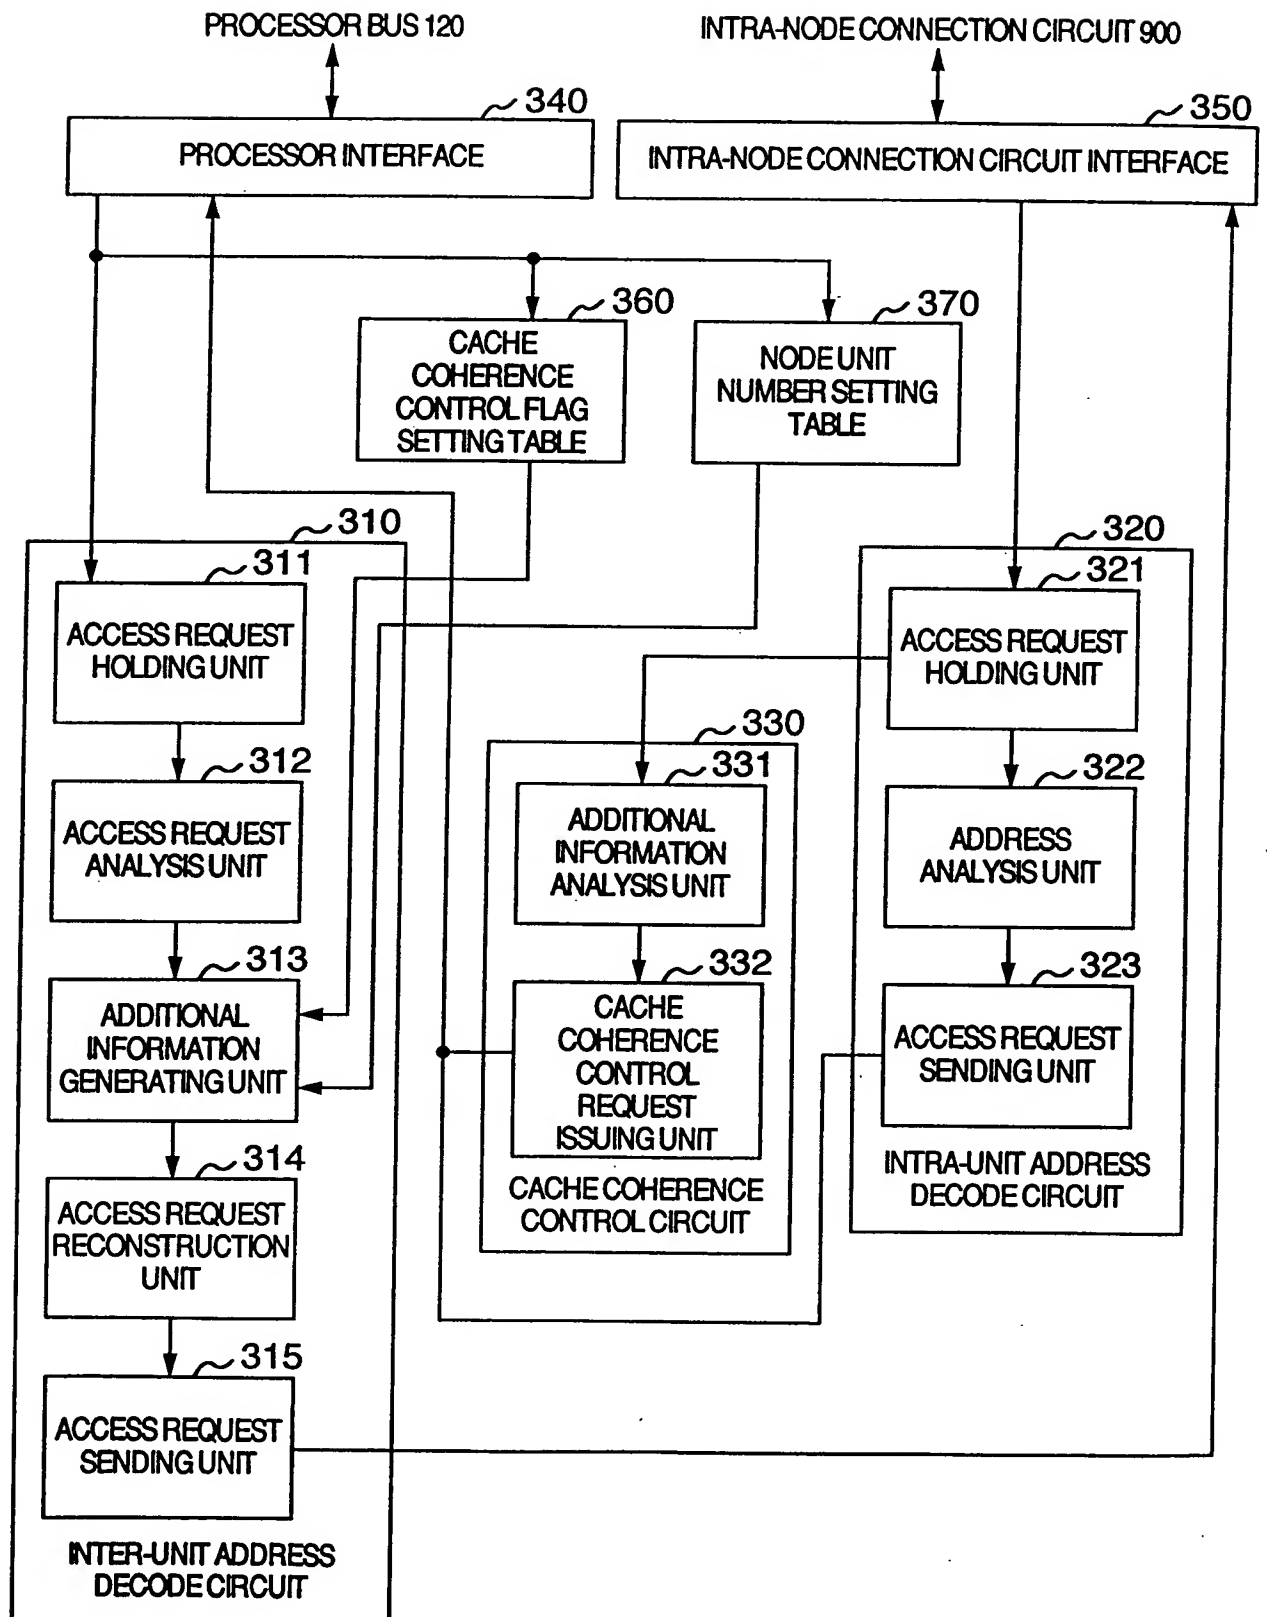 PROCESSOR BUS 120
INTRA-NODE CONNECTION CIRCUIT 900
340
PROCESSOR INTERFACE
350
INTRA-NODE CONNECTION CIRCUIT INTERFACE
360
CACHE
COHERENCE
CONTROL FLAG
SETTING TABLE
370
NODE UNIT
NUMBER SETTING
TABLE
310
311
ACCESS REQUEST
HOLDING UNIT
312
ACCESS REQUEST
ANALYSIS UNIT
313
ADDITIONAL
INFORMATION
GENERATING UNIT
314
ACCESS REQUEST
RECONSTRUCTION
UNIT
315
ACCESS REQUEST
SENDING UNIT
INTER-UNIT ADDRESS
DECODE CIRCUIT
330
331
ADDITIONAL
INFORMATION
ANALYSIS UNIT
332
CACHE
COHERENCE
CONTROL
REQUEST
ISSUING UNIT
CACHE COHERENCE
CONTROL CIRCUIT
320
321
ACCESS REQUEST
HOLDING UNIT
322
ADDRESS
ANALYSIS UNIT
323
ACCESS REQUEST
SENDING UNIT
INTRA-UNIT ADDRESS
DECODE CIRCUIT